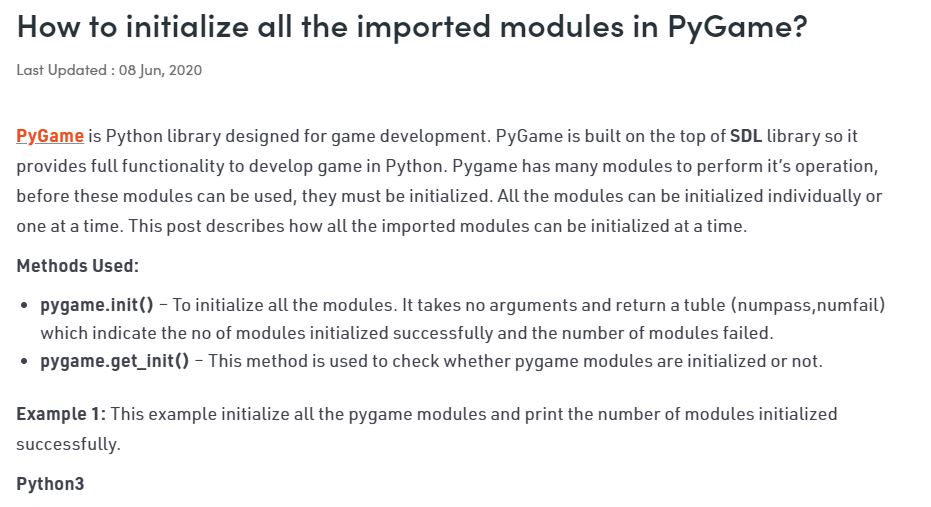 How to initialize all the imported modules in PyGame?
Last Updated : 08 Jun, 2020
PyGame is Python library designed for game development. PyGame is built on the top of SDL library so it
provides full functionality to develop game in Python. Pygame has many modules to perform it's operation,
before these modules can be used, they must be initialized. All the modules can be initialized individually or
one at a time. This post describes how all the imported modules can be initialized at a time.
Methods Used:
• pygame.init() – To initialize all the modules. It takes no arguments and return a tuble (numpass,numfail)
which indicate the no of modules initialized successfully and the number of modules failed.
• pygame.get_init() – This method is used to check whether pygame modules are initialized or not.
Example 1: This example initialize all the pygame modules and print the number of modules initialized
successfully.
Python3